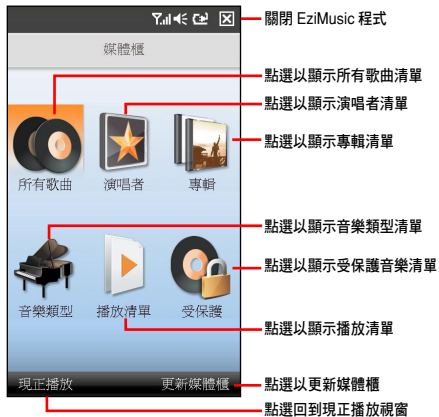 關閉 EziMusic 程式
媒體櫃
點選以顯示所有歌曲清單
點選以顯示演唱者清單
點選以顯示專輯清單
所有歌曲
演唱者
專輯
點選以顯示音樂類型清單
點選以顯示受保護音樂清單
音樂類型
播放清單
受保護
點選以顯示播放清單
現正播放
更新媒體櫃
點選以更新媒體櫃
點選回到現正播放視窗